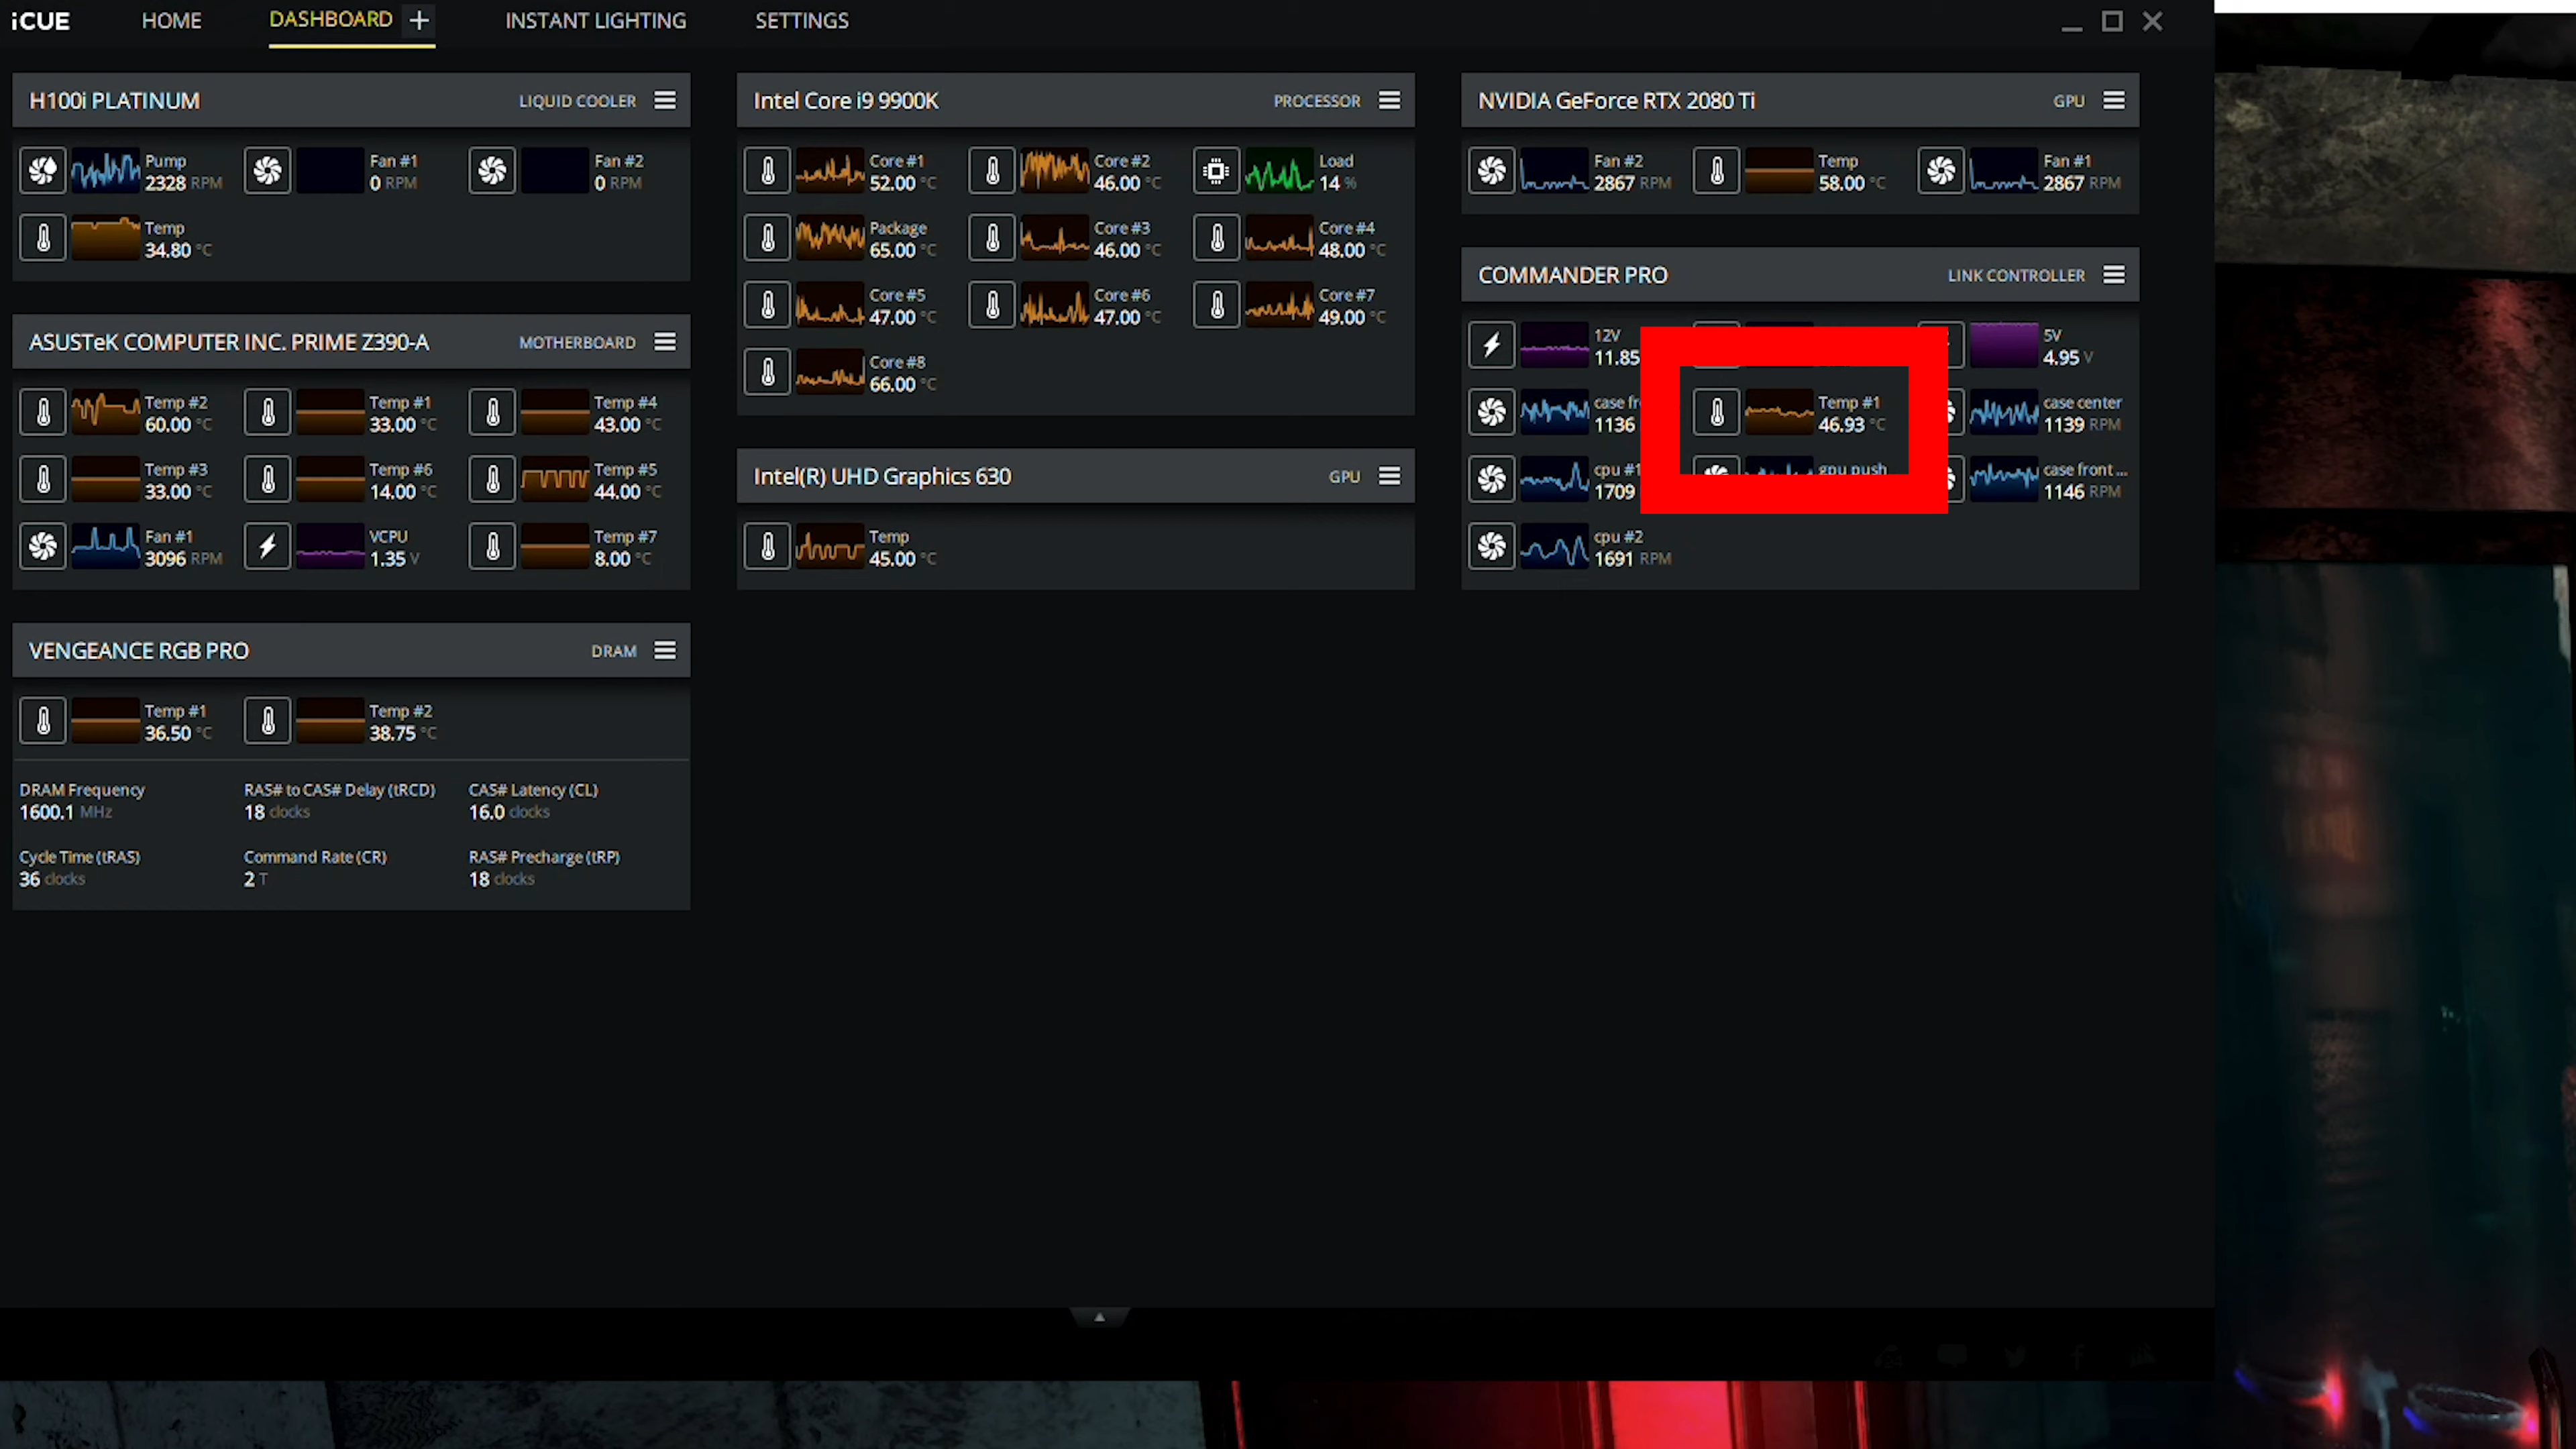 iCUE HOME DASHBOARD + INSTANT LIGHTING SETTINGS
H100i PLATINUM LIQUID COOLER
Pump Fan #1 Fan #2
2328 RPM 0 RPM 0 RPM
Temp
34.80 °C
ASUSTeK COMPUTER INC. PRIME Z390-A MOTHERBOARD
Temp #2 Temp #1 Temp #4
60.00 °C 33.00 °C 43.00 °C
Temp #3 Temp #6 Temp #5
33.00 °C 14.00 °C 44.00 °C
Fan #1 VCPU Temp #7
3096 RPM 1.35 V 8.00 °C
VENGEANCE RGB PRO DRAM
Temp #1 Temp #2
36.50 °C 38.75 °C
DRAM Frequency RAS# to CAS# Delay (tRCD) CAS# Latency (CL)
1600.1 MHz 18 clocks 16.0 clocks
Cycle Time (tRAS) Command Rate (CR) RAS# Precharge (tRP)
36 clocks 2 T 18 clocks
Intel Core i9 9900K PROCESSOR
Core #1 Core #2 Load
52.00 °C 46.00 °C 14 %
Package Core #3 Core #4
65.00 °C 46.00 °C 48.00 °C
Core #5 Core #6 Core #7
47.00 °C 47.00 °C 49.00 °C
Core #8
66.00 °C
Intel(R) UHD Graphics 630 GPU
Temp
45.00 °C
NVIDIA GeForce RTX 2080 Ti GPU
Fan #2 Temp Fan #1
2867 RPM 58.00 °C 2867 RPM
COMMANDER PRO LINK CONTROLLER
12V 5V
11.85 4.95 V
case fr Temp #1 case center
1136 46.93 °C 1139 RPM
cpu #1 gpu push case front ...
1709 1146 RPM
cpu #2
1691 RPM